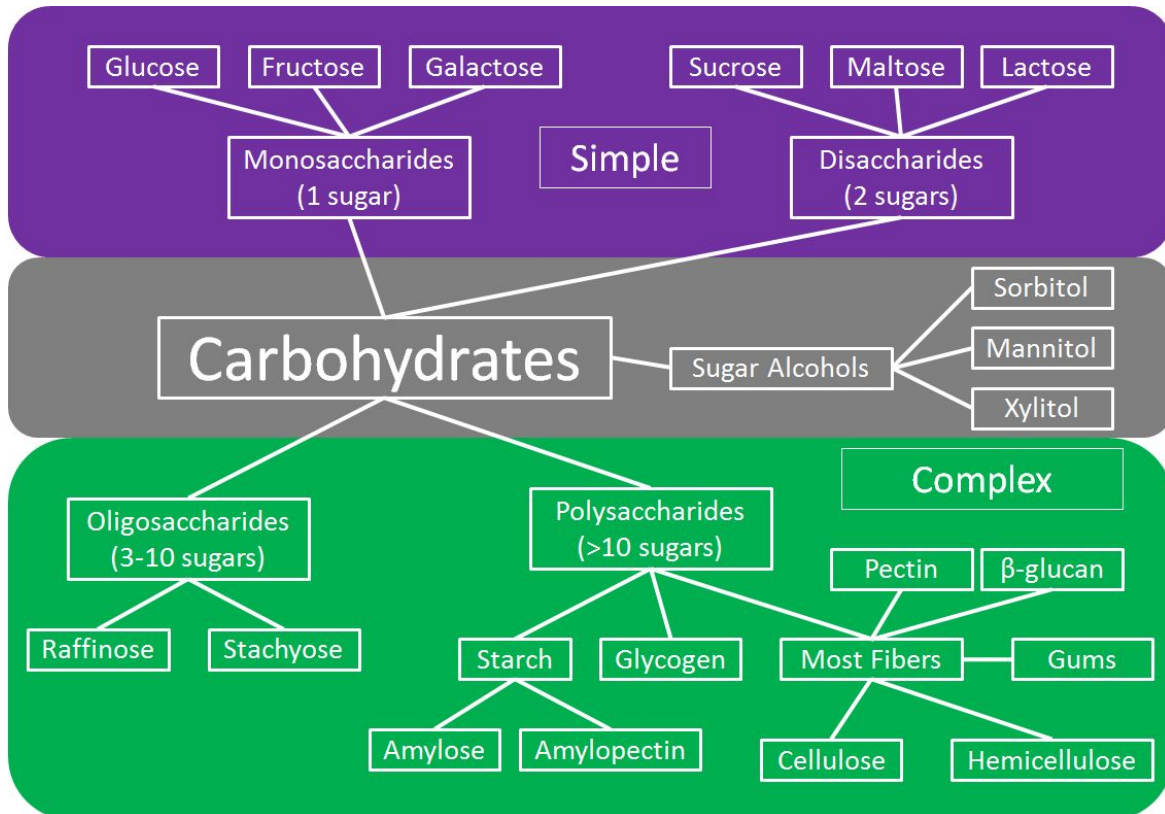 Glucose
Fructose
Galactose
Sucrose
Maltose
Lactose
Monosaccharides
(1 sugar)
Simple
Disaccharides
(2 sugars)
Carbohydrates
Sugar Alcohols
Sorbitol
Mannitol
Xylitol
Complex
Oligosaccharides
(3-10 sugars)
Polysaccharides
(>10 sugars)
Pectin
β-glucan
Raffinose
Stachyose
Starch
Glycogen
Most Fibers
Gums
Amylose
Amylopectin
Cellulose
Hemicellulose